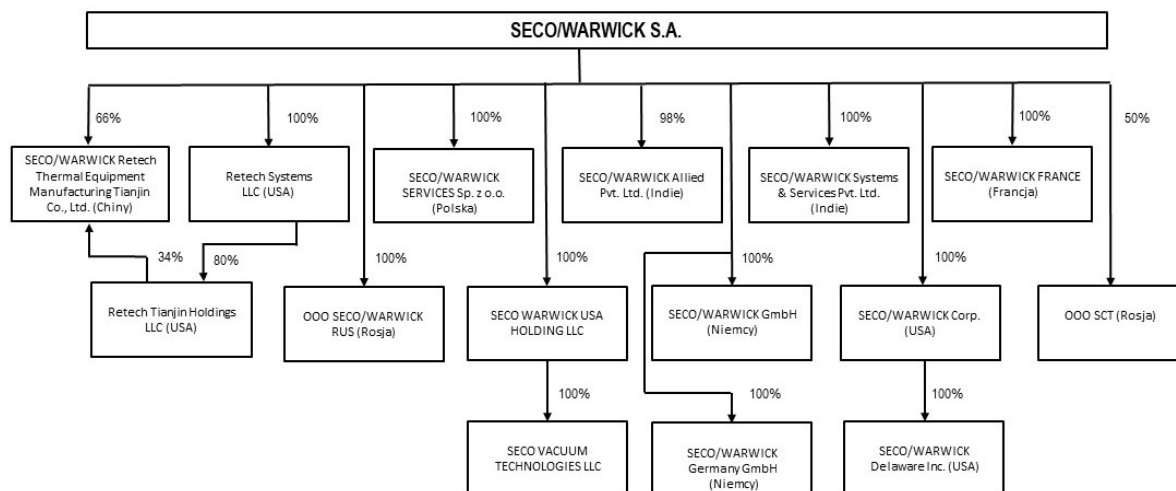 SECO/WARWICK S.A.
66%
100%
100%
98%
100%
100%
50%
SECO/WARWICK Retech
Thermal Equipment
Manufacturing Tianjin
Co., Ltd. (Chiny)
Retech Systems
LLC (USA)
SECO/WARWICK
SERVICES Sp. z o.o.
(Polska)
SECO/WARWICK Allied
Pvt. Ltd. (Indie)
SECO/WARWICK Systems
& Services Pvt. Ltd.
(Indie)
SECO/WARWICK FRANCE
(Francja)
34%
80%
100%
100%
100%
100%
Retech Tianjin Holdings
LLC (USA)
OOO SECO/WARWICK
RUS (Rosja)
SECO WARWICK USA
HOLDING LLC
SECO/WARWICK GmbH
(Niemcy)
SECO/WARWICK Corp.
(USA)
OOO SCT (Rosja)
100%
100%
100%
SECO VACUUM
TECHNOLOGIES LLC
SECO/WARWICK
Germany GmbH
(Niemcy)
SECO/WARWICK
Delaware Inc. (USA)